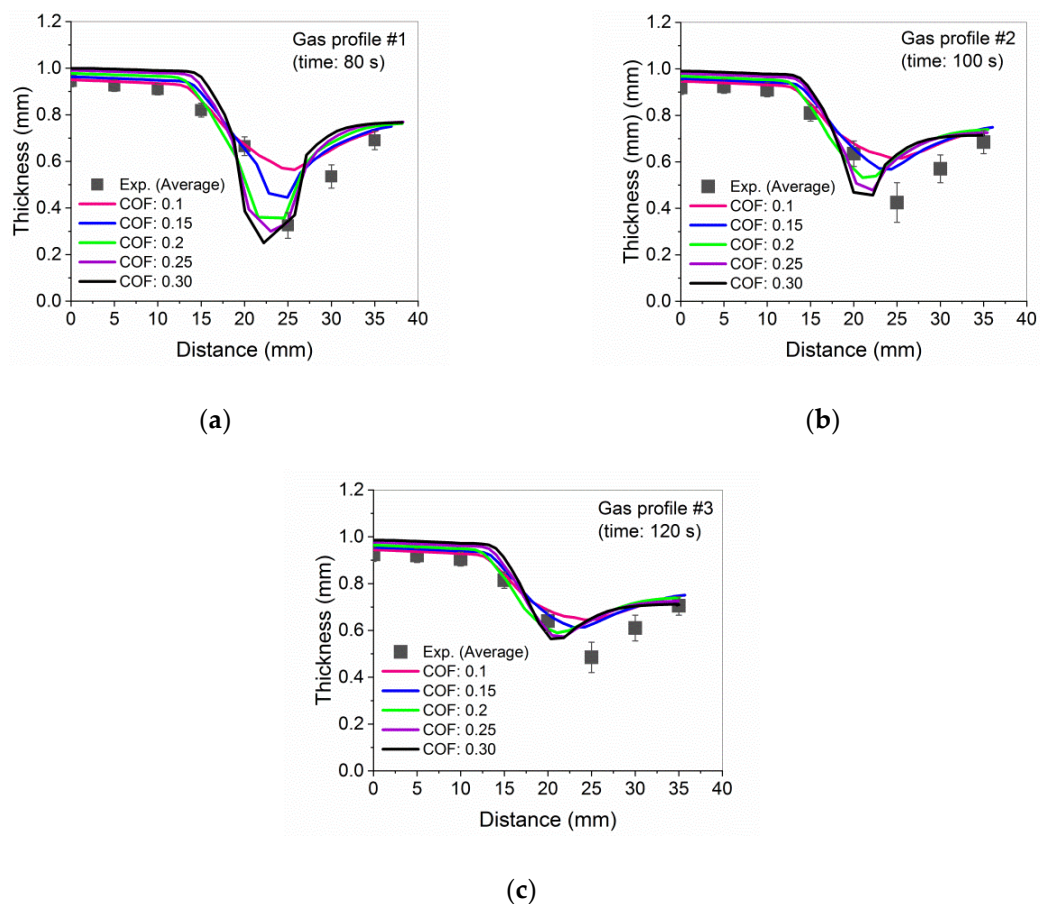 Gas profile #1
(time: 80 s)
Thickness (mm)
1.2
1.0
0.8
0.6
0.4
0.2
0.0
Exp. (Average)
COF: 0.1
COF: 0.15
COF: 0.2
COF: 0.25
COF: 0.30
0 5 10 15 20 25 30 35 40
Distance (mm)
(a)
Gas profile #2
(time: 100 s)
Thickness (mm)
1.2
1.0
0.8
0.6
0.4
0.2
0.0
Exp. (Average)
COF: 0.1
COF: 0.15
COF: 0.2
COF: 0.25
COF: 0.30
0 5 10 15 20 25 30 35 40
Distance (mm)
(b)
Gas profile #3
(time: 120 s)
Thickness (mm)
1.2
1.0
0.8
0.6
0.4
0.2
0.0
Exp. (Average)
COF: 0.1
COF: 0.15
COF: 0.2
COF: 0.25
COF: 0.30
0 5 10 15 20 25 30 35 40
Distance (mm)
(c)